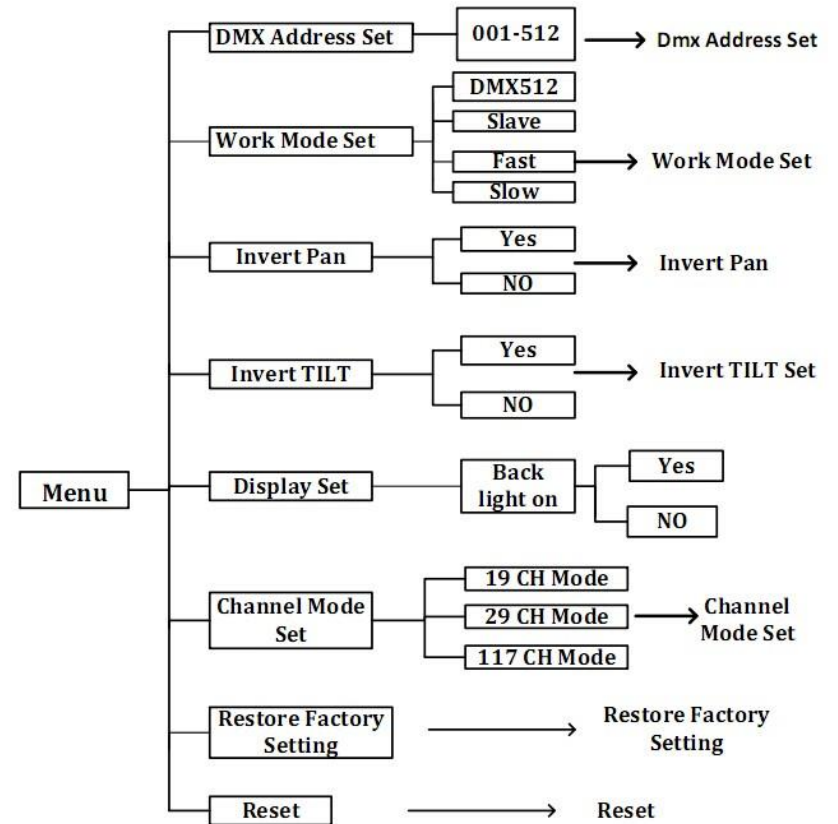 DMX Address Set
001-512
Dmx Address Set
DMX512
Slave
Work Mode Set
Fast
Work Mode Set
Slow
Yes
Invert Pan
Invert Pan
NO
Yes
Invert TILT
Invert TILT Set
NO
Menu
Display Set
Back
light on
Yes
NO
Channel Mode
Set
19 CH Mode
29 CH Mode
117 CH Mode
Channel
Mode Set
Restore Factory
Setting
Restore Factory
Setting
Reset
Reset